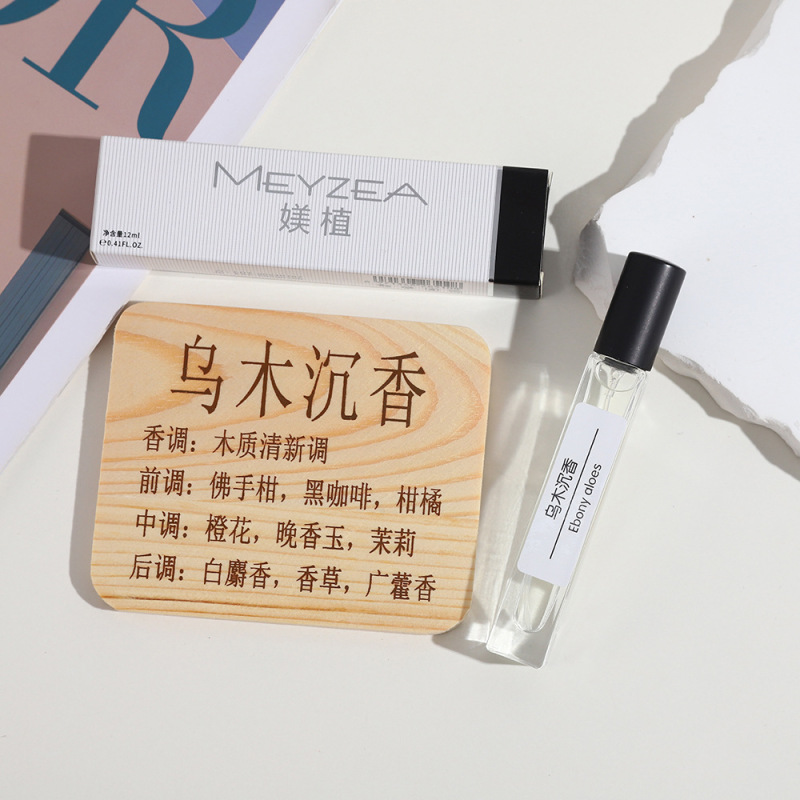 OR
MEYZEA
媄植
净含量12ml
℮0.41FL.OZ.
乌木沉香
香调：木质清新调
前调：佛手柑，黑咖啡，柑橘
中调：橙花，晚香玉，茉莉
后调：白麝香，香草，广藿香
乌木沉香
Ebony aloes